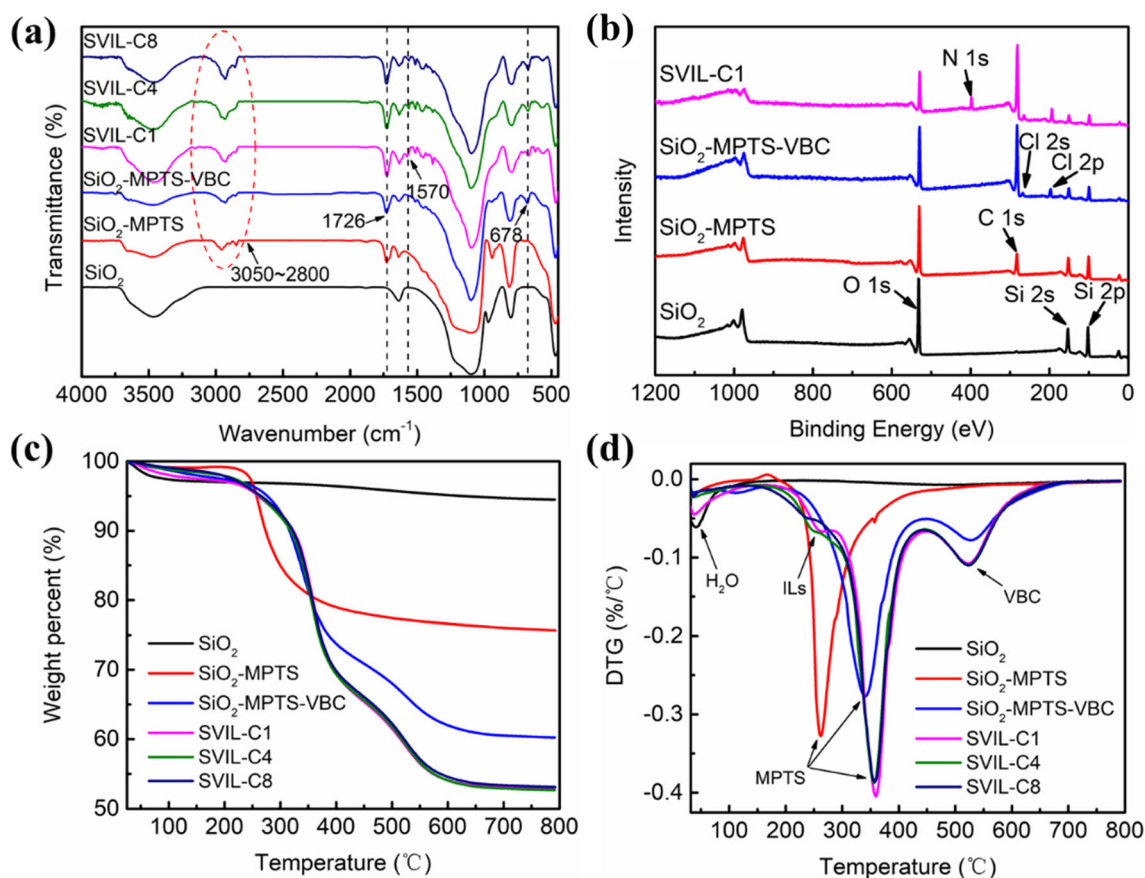 (a)
SVIL-C8
SVIL-C4
SVIL-C1
SiO2-MPTS-VBC
SiO2-MPTS
SiO2
1570
1726
678
3050~2800
Transmittance (%)
4000 3500 3000 2500 2000 1500 1000 500
Wavenumber (cm-1)
(b)
SVIL-C1
N 1s
SiO2-MPTS-VBC
Cl 2s
Cl 2p
SiO2-MPTS
C 1s
O 1s
Si 2s
Si 2p
SiO2
Intensity
1200 1000 800 600 400 200 0
Binding Energy (eV)
(c)
100
90
80
70
60
50
Weight percent (%)
SiO2
SiO2-MPTS
SiO2-MPTS-VBC
SVIL-C1
SVIL-C4
SVIL-C8
100 200 300 400 500 600 700 800
Temperature (℃)
(d)
0.0
-0.1
-0.2
-0.3
-0.4
DTG (%/℃)
H2O
ILs
VBC
MPTS
SiO2
SiO2-MPTS
SiO2-MPTS-VBC
SVIL-C1
SVIL-C4
SVIL-C8
100 200 300 400 500 600 700 800
Temperature (℃)